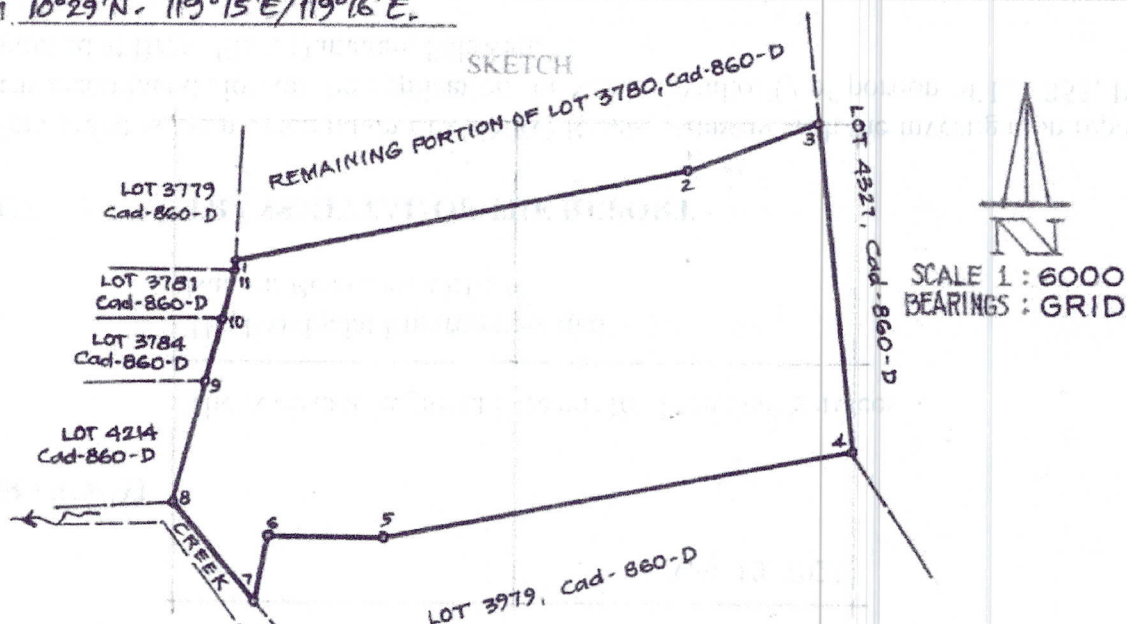 10°29'N. - 119°15'E/119°16'E.
SKETCH
REMAINING PORTION OF LOT 3780, Cad-860-D
LOT 3779
Cad-860-D
LOT 3781
Cad-860-D
LOT 3784
Cad-860-D
LOT 4214
Cad-860-D
LOT 4327, Cad-860-D
LOT 3979, Cad-860-D
CREEK
1
2
3
4
5
6
7
8
9
10
11
N
SCALE 1 : 6000
BEARINGS : GRID